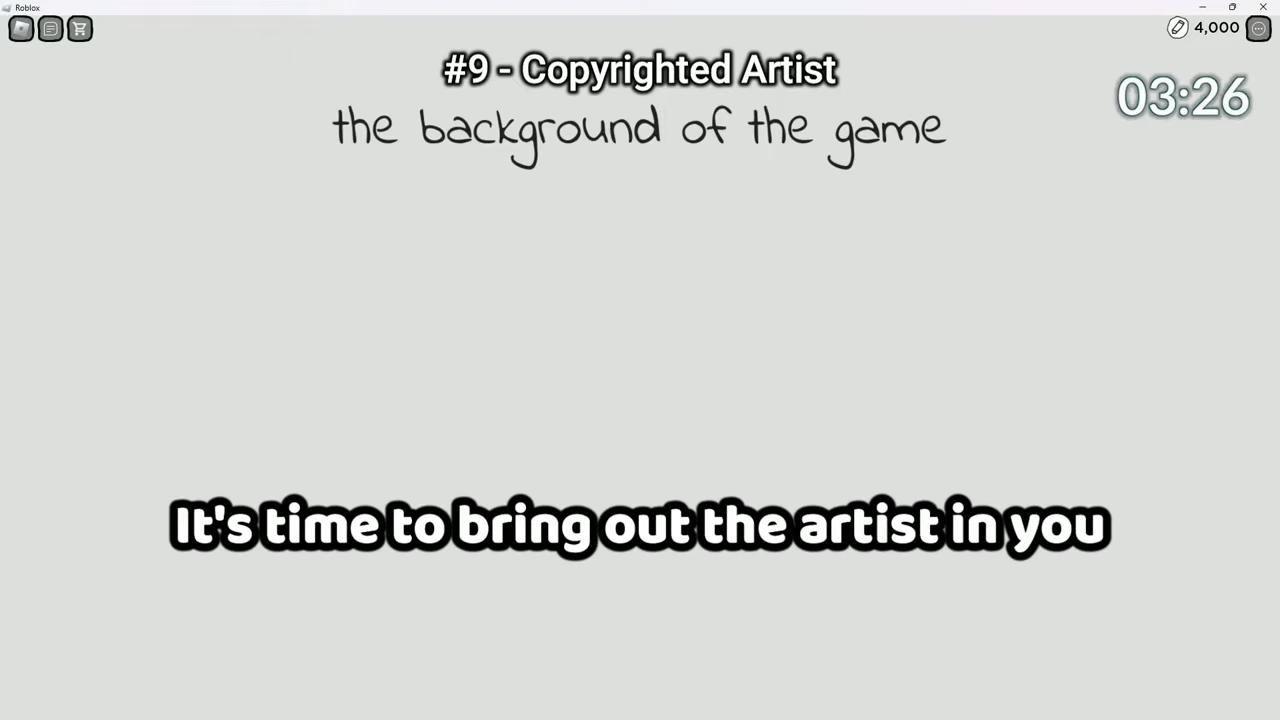 Roblox
4,000
#9 - Copyrighted Artist
03:26
the background of the game
It's time to bring out the artist in you